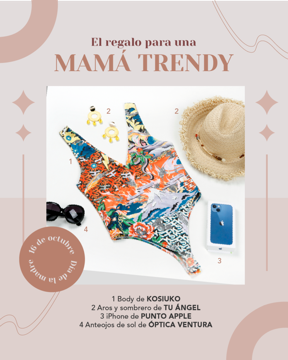 El regalo para una
MAMÁ TRENDY
2
2
1
4
3
16 de octubre
Día de la madre
1 Body de KOSIUKO
2 Aros y sombrero de TU ÁNGEL
3 iPhone de PUNTO APPLE
4 Anteojos de sol de ÓPTICA VENTURA